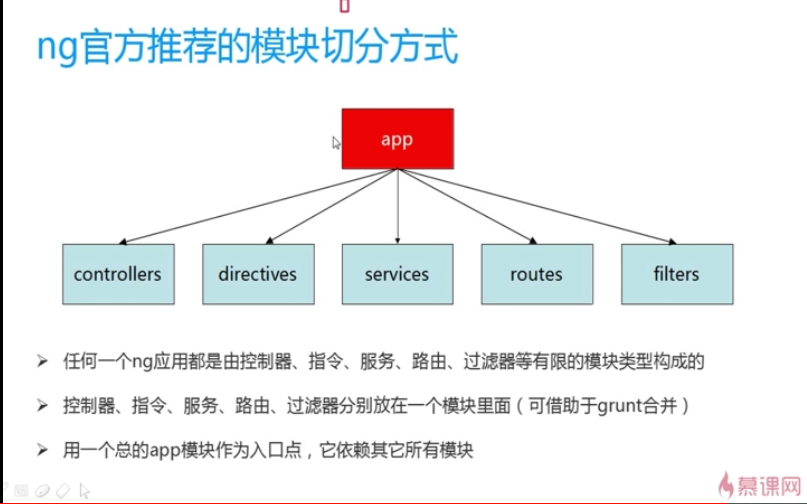 ng官方推荐的模块切分方式
app
controllers
directives
services
routes
filters
任何一个ng应用都是由控制器、指令、服务、路由、过滤器等有限的模块类型构成的
控制器、指令、服务、路由、过滤器分别放在一个模块里面（可借助于grunt合并）
用一个总的app模块作为入口点，它依赖其它所有模块
慕课网